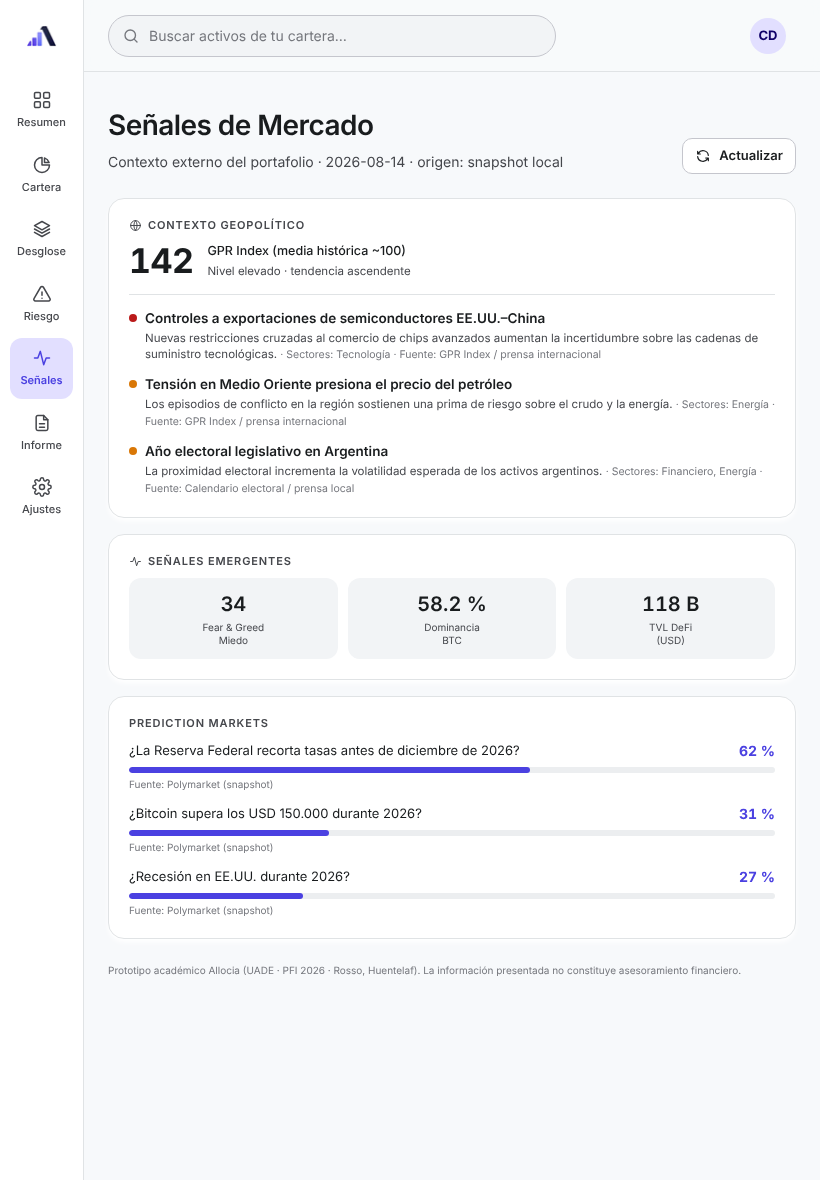 Buscar activos de tu cartera...
CD
Resumen
Cartera
Desglose
Riesgo
Señales
Informe
Ajustes
Señales de Mercado
Contexto externo del portafolio · 2026-08-14 · origen: snapshot local
Actualizar
CONTEXTO GEOPOLÍTICO
142
GPR Index (media histórica ~100)
Nivel elevado · tendencia ascendente
Controles a exportaciones de semiconductores EE.UU.–China
Nuevas restricciones cruzadas al comercio de chips avanzados aumentan la incertidumbre sobre las cadenas de
suministro tecnológicas. · Sectores: Tecnología · Fuente: GPR Index / prensa internacional
Tensión en Medio Oriente presiona el precio del petróleo
Los episodios de conflicto en la región sostienen una prima de riesgo sobre el crudo y la energía. · Sectores: Energía ·
Fuente: GPR Index / prensa internacional
Año electoral legislativo en Argentina
La proximidad electoral incrementa la volatilidad esperada de los activos argentinos. · Sectores: Financiero, Energía ·
Fuente: Calendario electoral / prensa local
SEÑALES EMERGENTES
34
Fear & Greed
Miedo
58.2 %
Dominancia
BTC
118 B
TVL DeFi
(USD)
PREDICTION MARKETS
¿La Reserva Federal recorta tasas antes de diciembre de 2026?
62 %
Fuente: Polymarket (snapshot)
¿Bitcoin supera los USD 150.000 durante 2026?
31 %
Fuente: Polymarket (snapshot)
¿Recesión en EE.UU. durante 2026?
27 %
Fuente: Polymarket (snapshot)
Prototipo académico Allocia (UADE · PFI 2026 · Rosso, Huentelaf). La información presentada no constituye asesoramiento financiero.